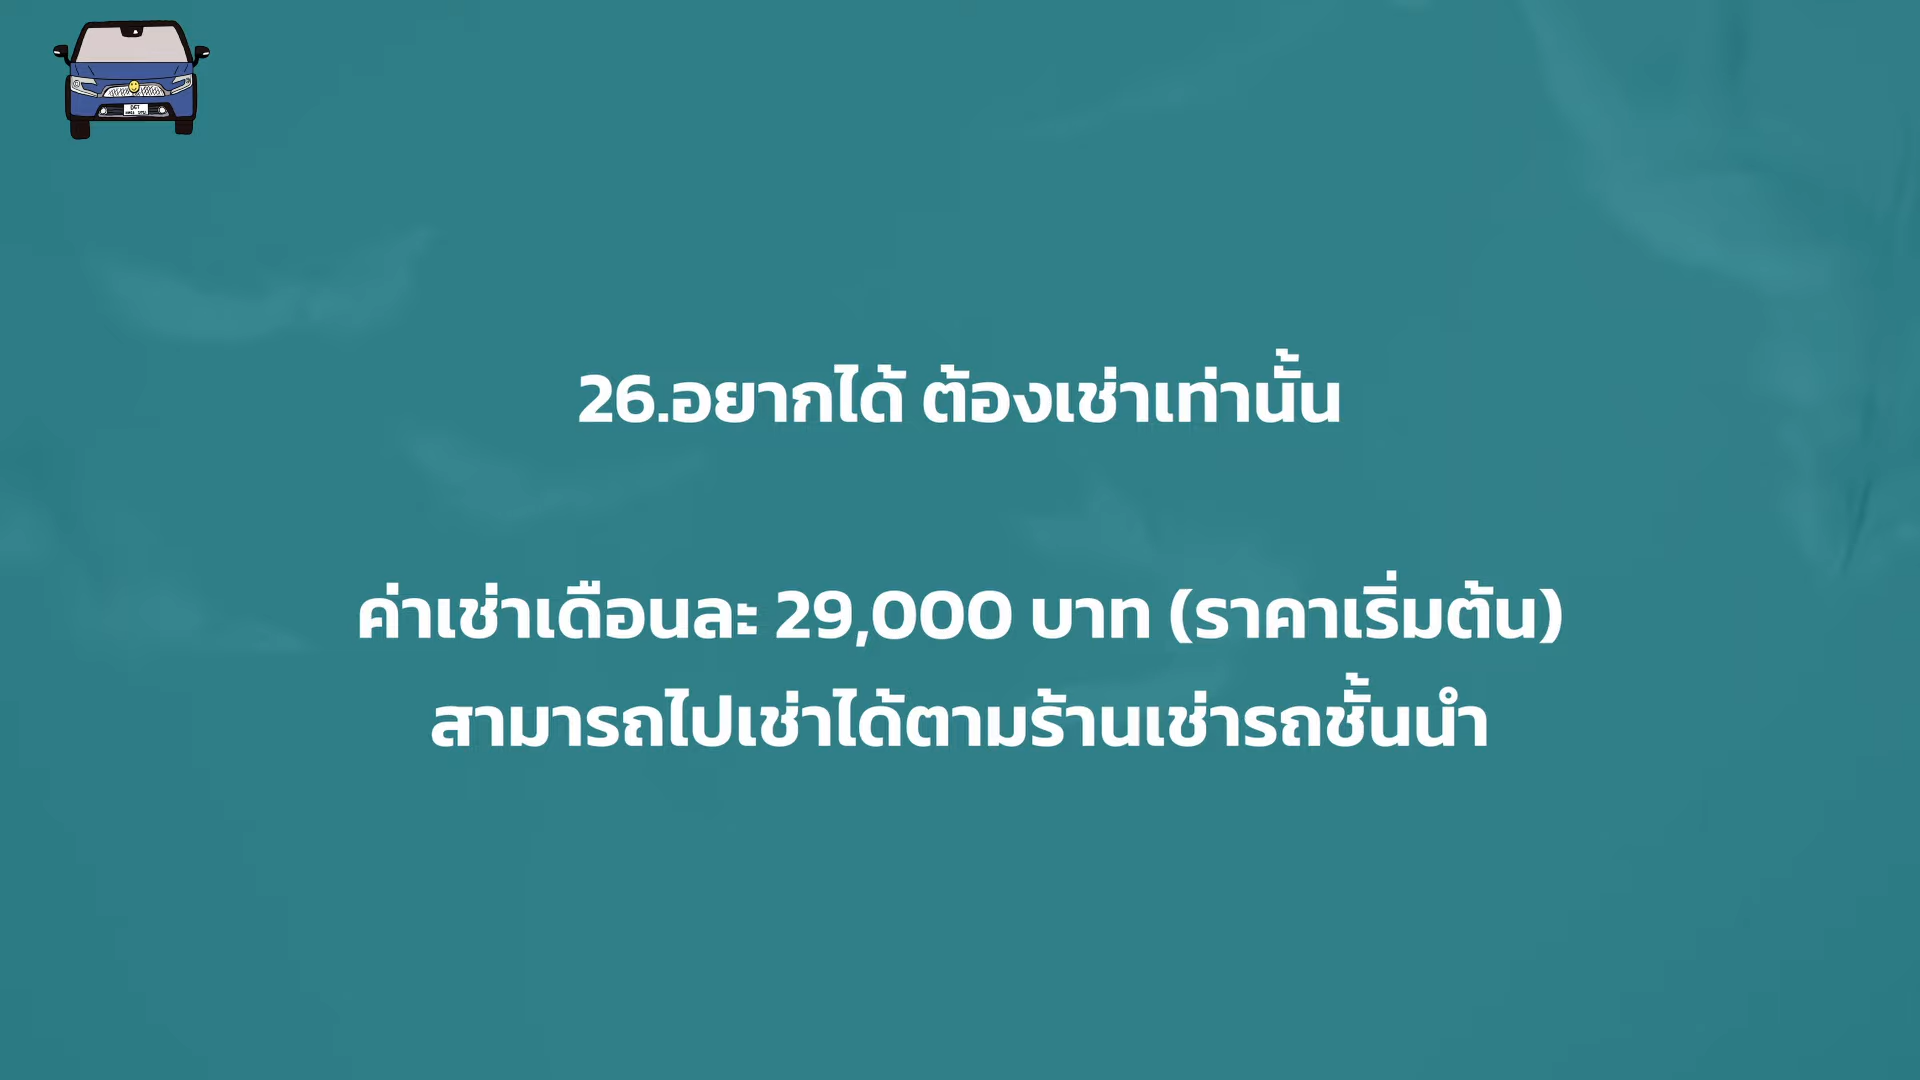 26.อยากได้ ต้องเช่าเท่านั้น
ค่าเช่าเดือนละ 29,000 บาท (ราคาเริ่มต้น)
สามารถไปเช่าได้ตามร้านเช่ารถชั้นนำ